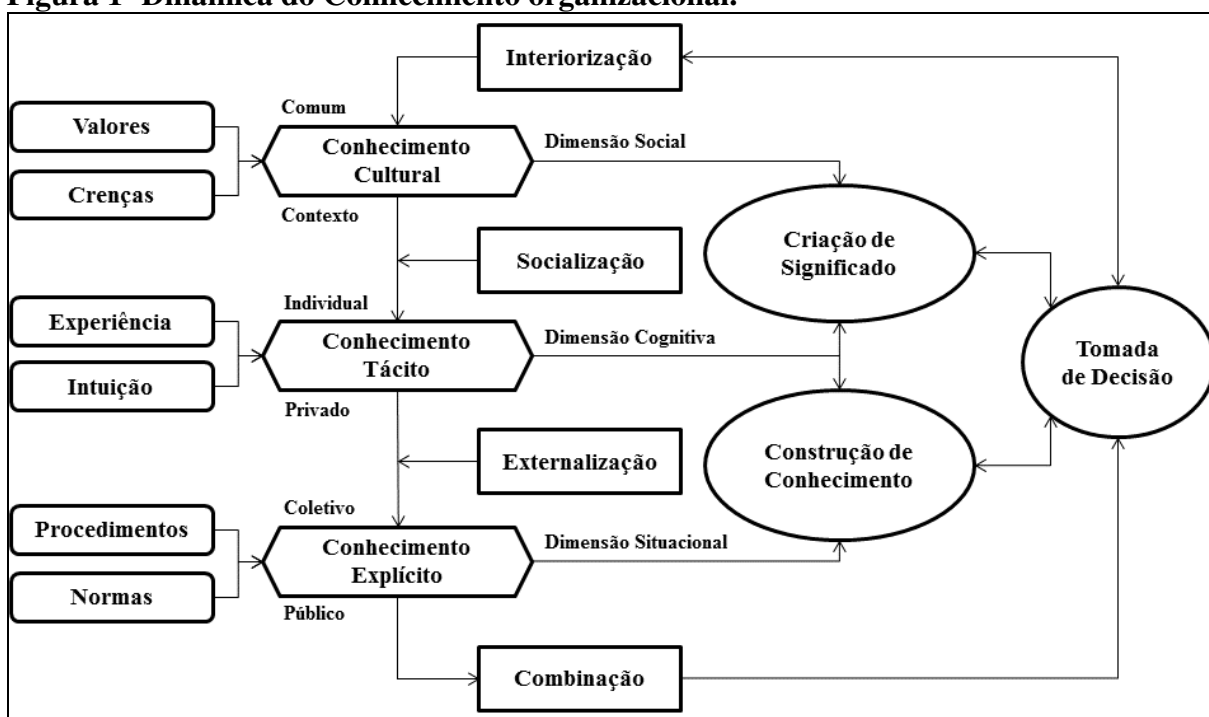 Figura 1- Dinâmica do Conhecimento organizacional.
Interiorização
Comum
Valores
Crenças
Conhecimento
Cultural
Dimensão Social
Contexto
Criação de
Significado
Socialização
Individual
Experiência
Intuição
Conhecimento
Tácito
Dimensão Cognitiva
Privado
Tomada
de Decisão
Externalização
Construção de
Conhecimento
Coletivo
Procedimentos
Normas
Conhecimento
Explícito
Dimensão Situacional
Público
Combinação